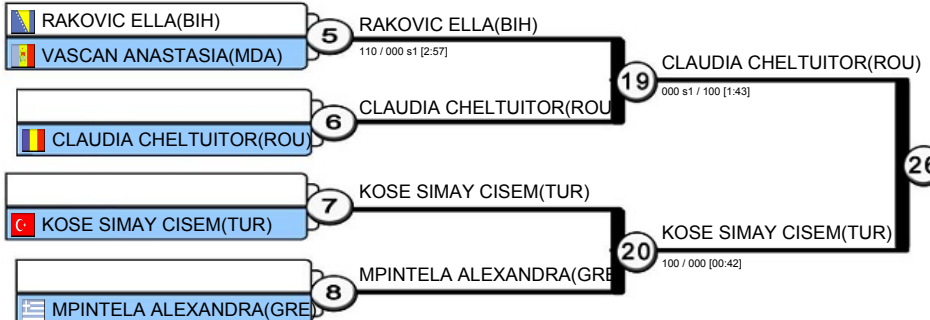 RAKOVIC ELLA(BIH)
VASCAN ANASTASIA(MDA)
5
RAKOVIC ELLA(BIH)
110 / 000 s1 [2:57]
CLAUDIA CHELTUITOR(ROU)
6
CLAUDIA CHELTUITOR(ROU
19
CLAUDIA CHELTUITOR(ROU)
000 s1 / 100 [1:43]
KOSE SIMAY CISEM(TUR)
7
KOSE SIMAY CISEM(TUR)
MPINTELA ALEXANDRA(GRE
8
MPINTELA ALEXANDRA(GRE
20
KOSE SIMAY CISEM(TUR)
100 / 000 [00:42]
26